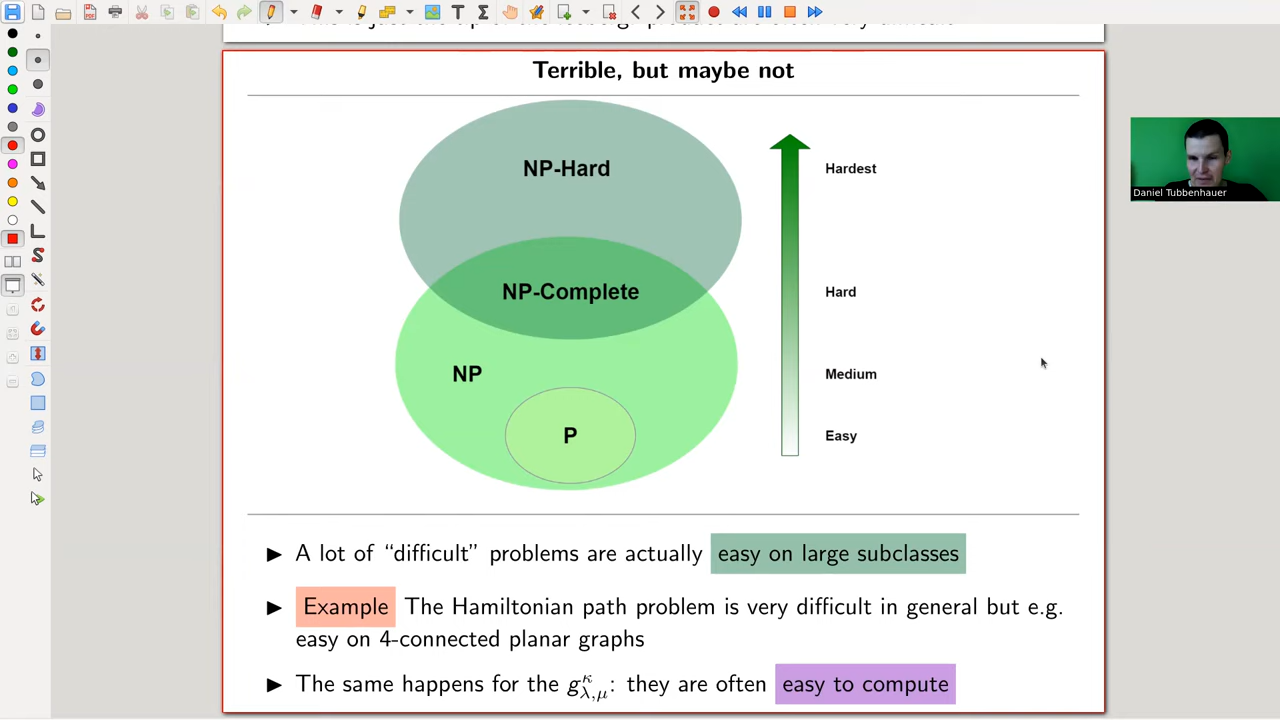 Terrible, but maybe not
NP-Hard
Hardest
Daniel Tubbenhauer
NP-Complete
Hard
NP
Medium
P
Easy
► A lot of “difficult” problems are actually easy on large subclasses
► Example The Hamiltonian path problem is very difficult in general but e.g.
easy on 4-connected planar graphs
► The same happens for the g^κ_{λ,μ}: they are often easy to compute